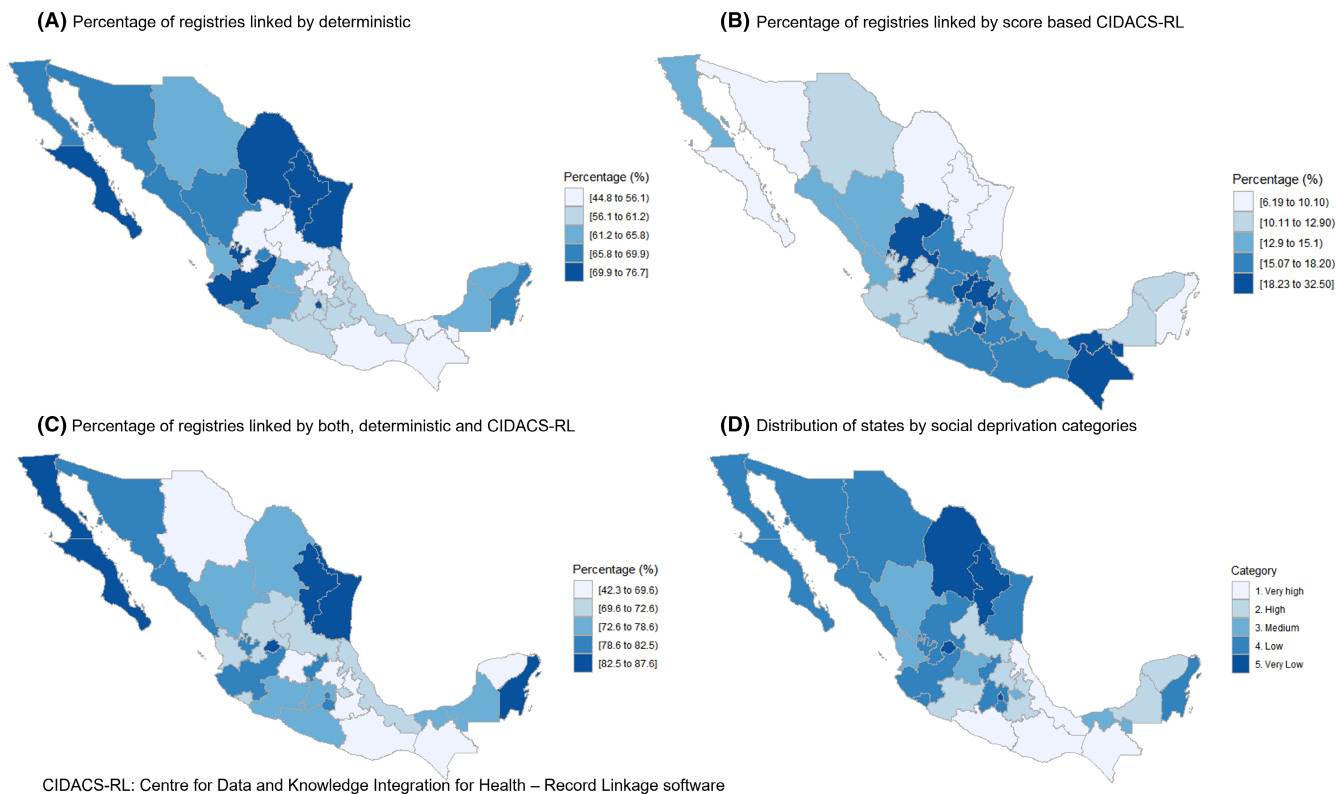 (A) Percentage of registries linked by deterministic
Percentage (%)
[44.8 to 56.1)
[56.1 to 61.2)
[61.2 to 65.8)
[65.8 to 69.9)
[69.9 to 76.7]
(B) Percentage of registries linked by score based CIDACS-RL
Percentage (%)
[6.19 to 10.10)
[10.11 to 12.90)
[12.9 to 15.1)
[15.07 to 18.20)
[18.23 to 32.50]
(C) Percentage of registries linked by both, deterministic and CIDACS-RL
Percentage (%)
[42.3 to 69.6)
[69.6 to 72.6)
[72.6 to 78.6)
[78.6 to 82.5)
[82.5 to 87.6]
(D) Distribution of states by social deprivation categories
Category
1. Very high
2. High
3. Medium
4. Low
5. Very Low
CIDACS-RL: Centre for Data and Knowledge Integration for Health – Record Linkage software